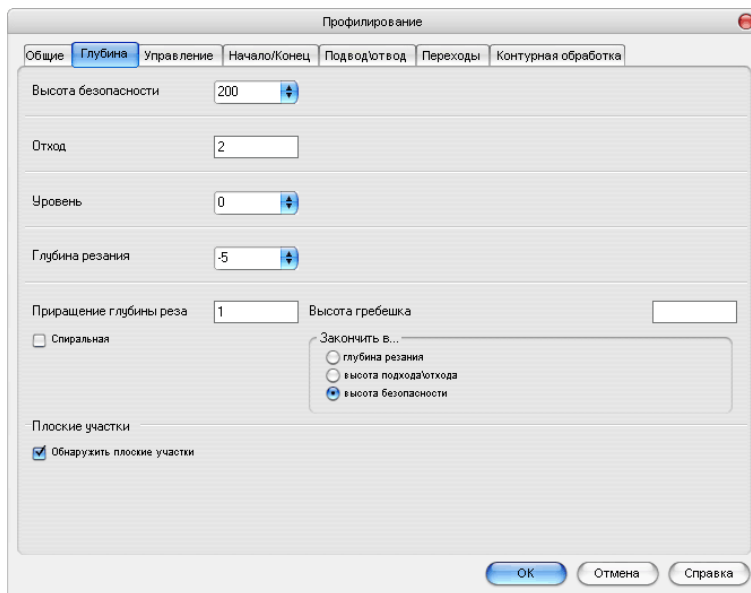 Профилирование
Общие Глубина Управление Начало/Конец Подвод\отвод Переходы Контурная обработка
Высота безопасности 200
Отход 2
Уровень 0
Глубина резания -5
Приращение глубины реза 1 Высота гребешка
Спиральная Закончить в...
глубина резания
высота подхода\отхода
высота безопасности
Плоские участки
Обнаружить плоские участки
ОК Отмена Справка